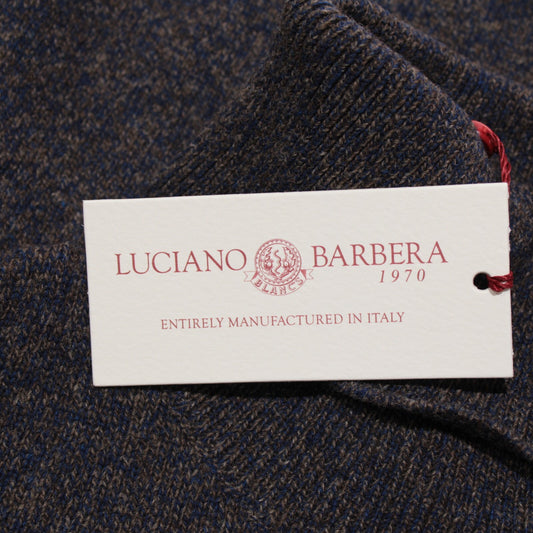 LUCIANO BARBERA
1970
ENTIRELY MANUFACTURED IN ITALY